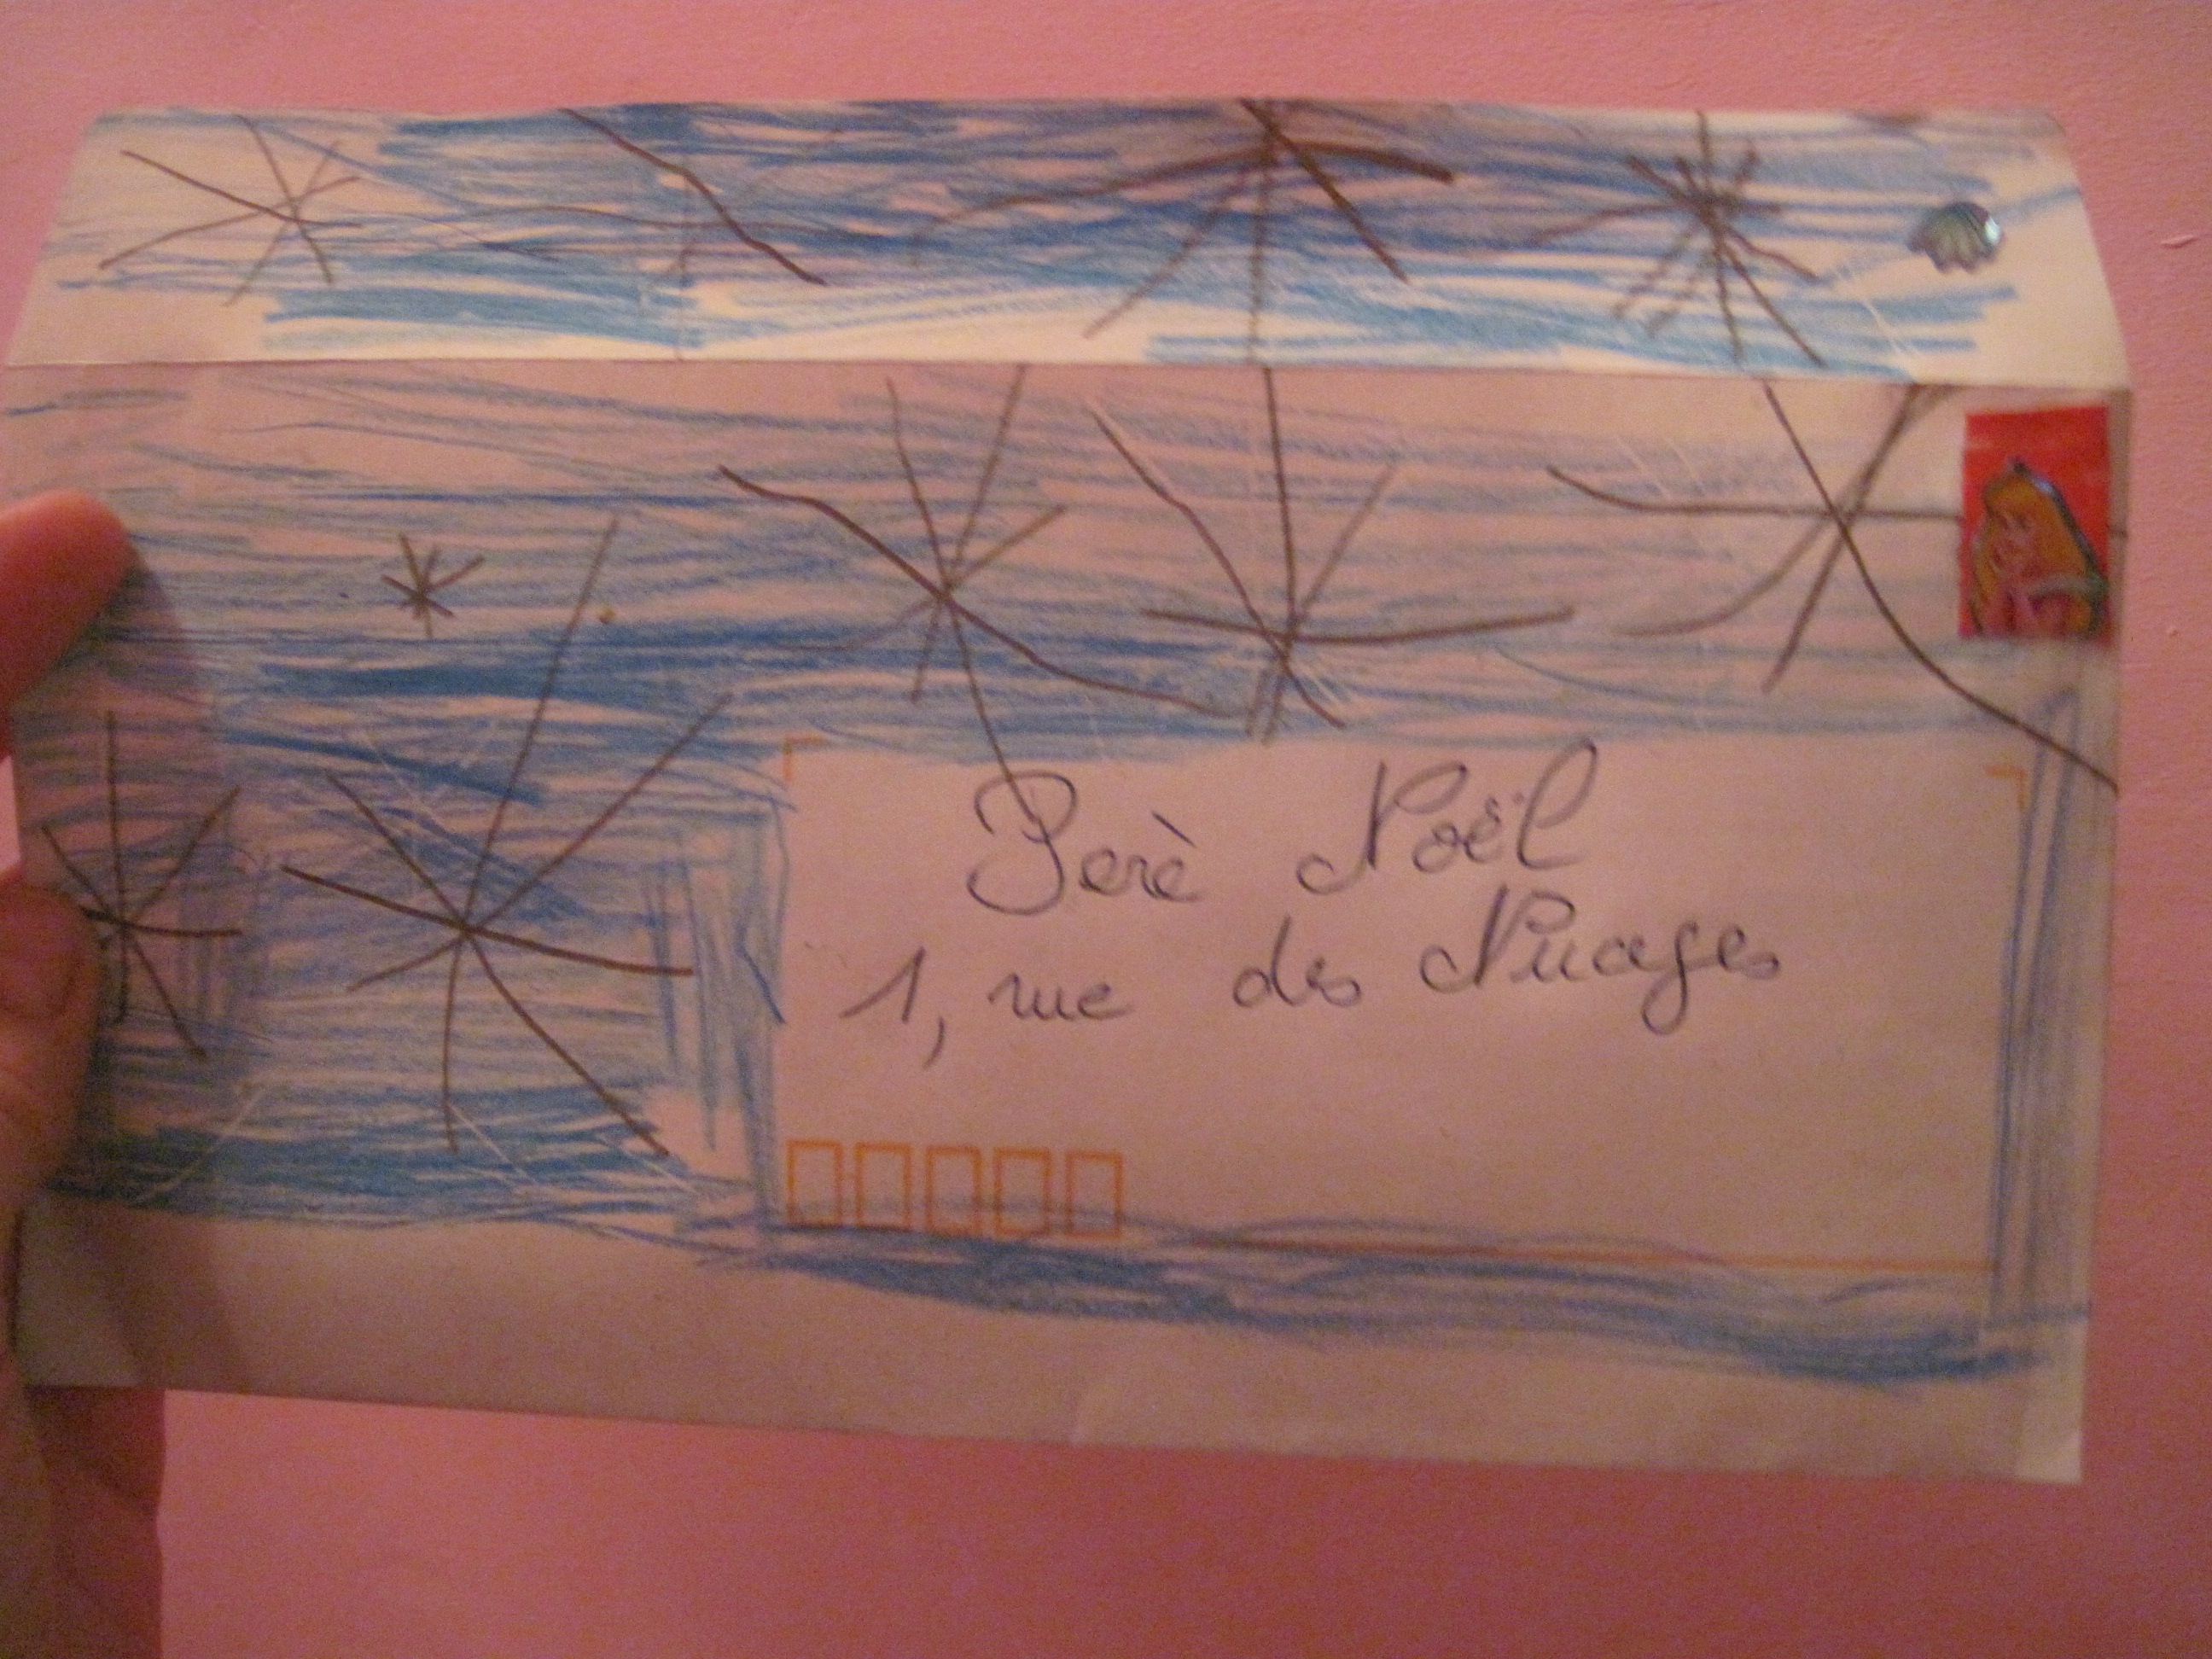 Perè Noël
1, rue des Nuages